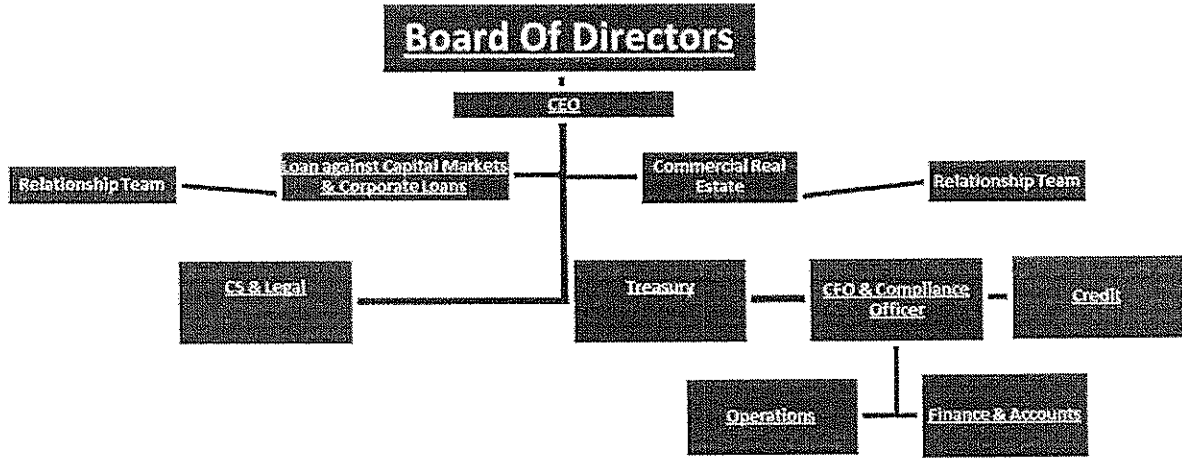 Board Of Directors
CEO
Relationship Team
Loan against Capital Markets
& Corporate Loans
Commercial Real
Estate
Relationship Team
CS & Legal
Treasury
CFO & Compliance
Officer
Credit
Operations
Finance & Accounts